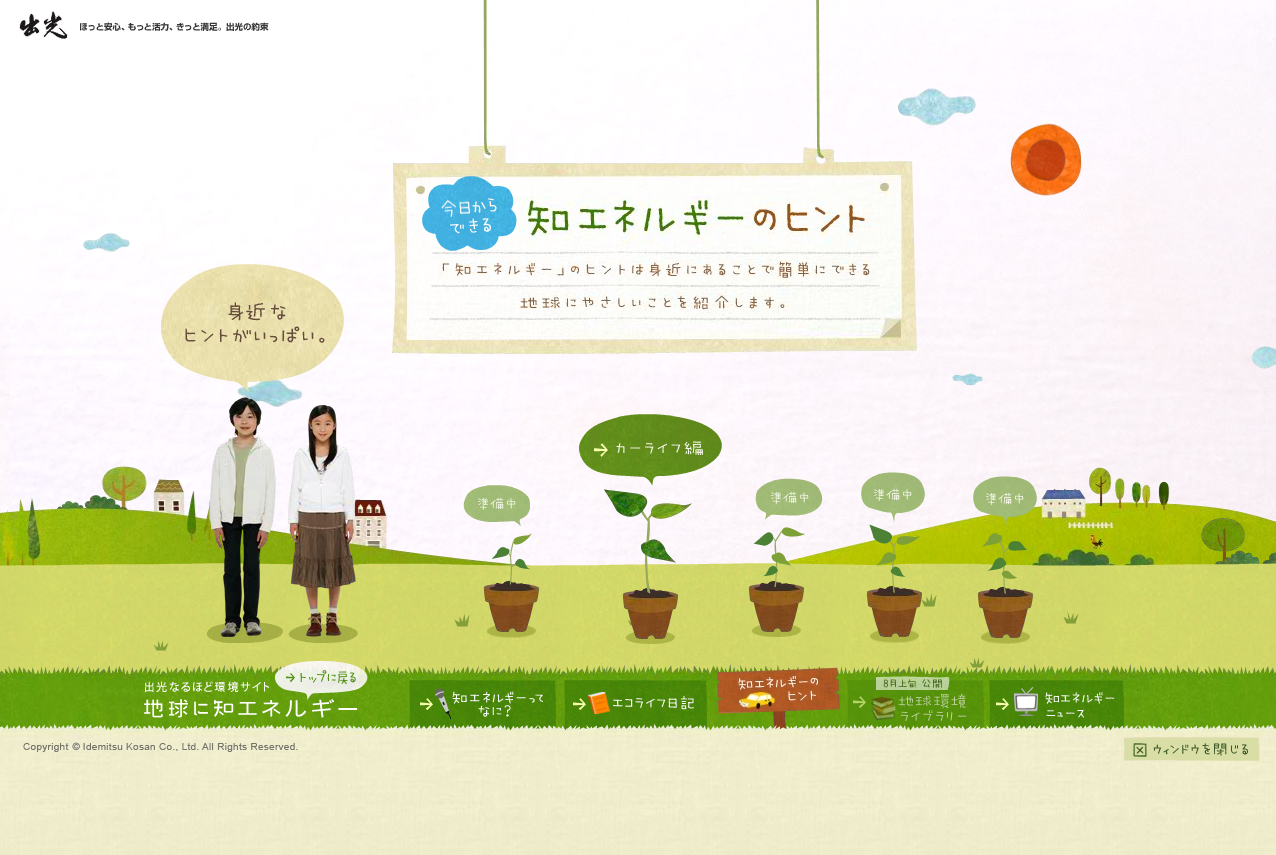 出光
ほっと安心、もっと活力、きっと満足。出光の約束
今日から
できる
知エネルギーのヒント
「知エネルギー」のヒントは身近にあることで簡単にできる
地球にやさしいことを紹介します。
身近な
ヒントがいっぱい。
カーライフ編
準備中
準備中
準備中
準備中
出光なるほど環境サイト
トップに戻る
地球に知エネルギー
知エネルギーって
なに?
エコライフ日記
知エネルギーの
ヒント
8月上旬 公開
地球環境
ライブラリー
知エネルギー
ニュース
Copyright © Idemitsu Kosan Co., Ltd. All Rights Reserved.
ウィンドウを閉じる